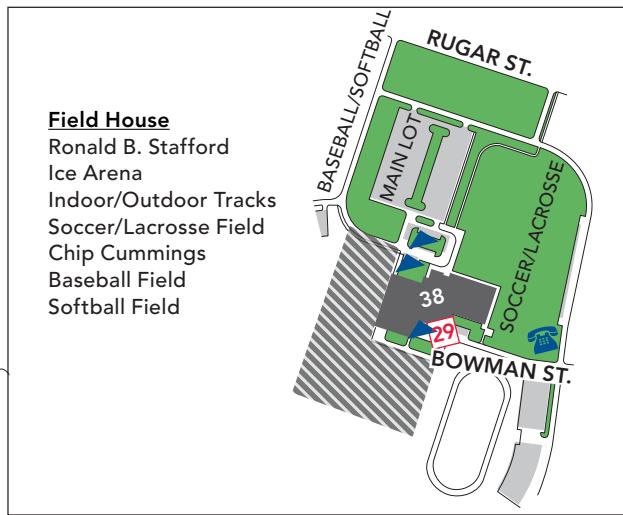 Field House
Ronald B. Stafford
Ice Arena
Indoor/Outdoor Tracks
Soccer/Lacrosse Field
Chip Cummings
Baseball Field
Softball Field
RUGAR ST.
BASEBALL/SOFTBALL
MAIN LOT
SOCCER/LACROSSE
38
29
BOWMAN ST.